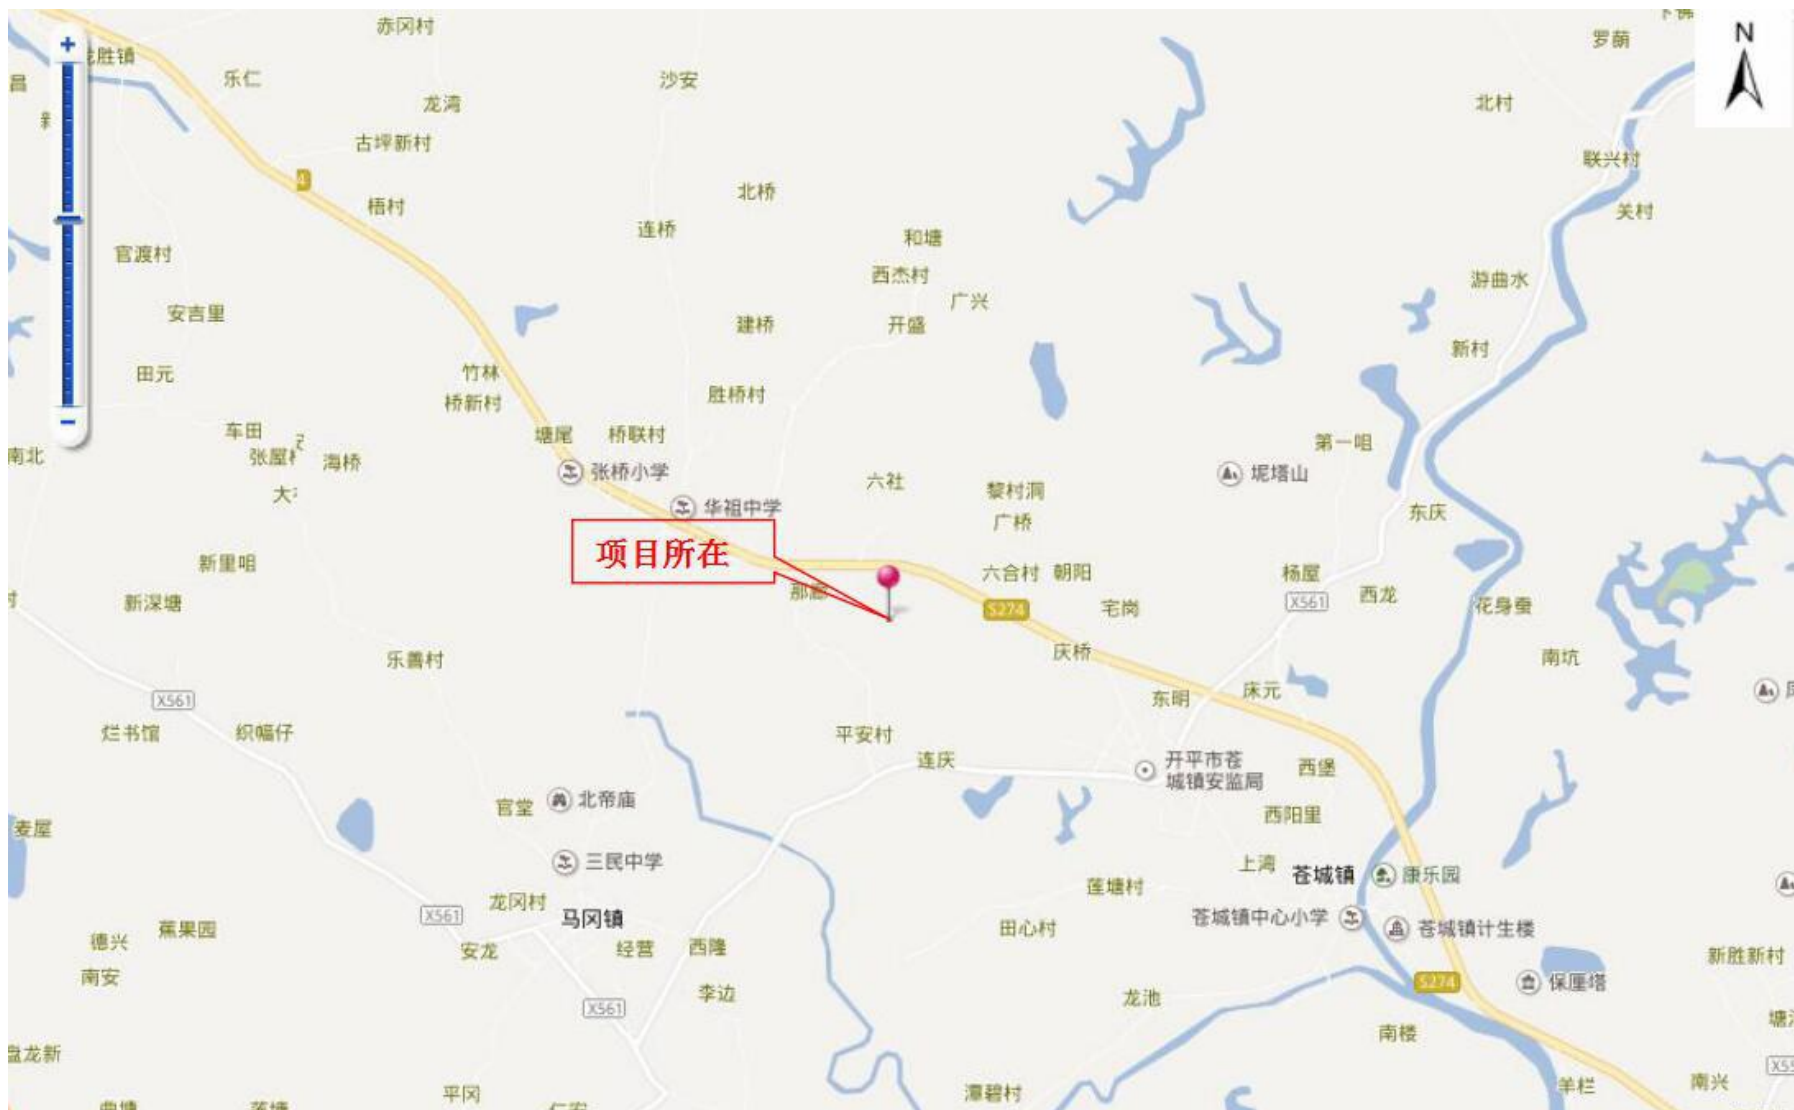 赤冈村
罗萠
N
+
龙胜镇
乐仁
沙安
昌
龙湾
北村
古坪新村
联兴村
4
北桥
梧村
关村
连桥
和塘
官渡村
西杰村
游曲水
广兴
安吉里
建桥
开盛
新村
竹林
田元
胜桥村
桥新村
车田
塘尾
桥联村
第一咀
南北
张屋
海桥
张桥小学
坭塔山
六社
黎村洞
大
华祖中学
东庆
广桥
项目所在
新里咀
六合村
朝阳
杨屋
那廊
新深塘
S274
宅岗
X561
西龙
花身蚕
村
庆桥
南坑
乐善村
X561
东明
床元
烂书馆
织幅仔
平安村
连庆
开平市苍
城镇安监局
西堡
官堂
北帝庙
西阳里
麦屋
三民中学
上湾
苍城镇
康乐园
莲塘村
龙冈村
X561
马冈镇
苍城镇中心小学
苍城镇计生楼
田心村
蕉果园
德兴
安龙
经营
西隆
新胜新村
南安
S274
保厘塔
李边
龙池
X561
塘
南楼
盘龙新
X55
羊栏
南兴
平冈
潭碧村